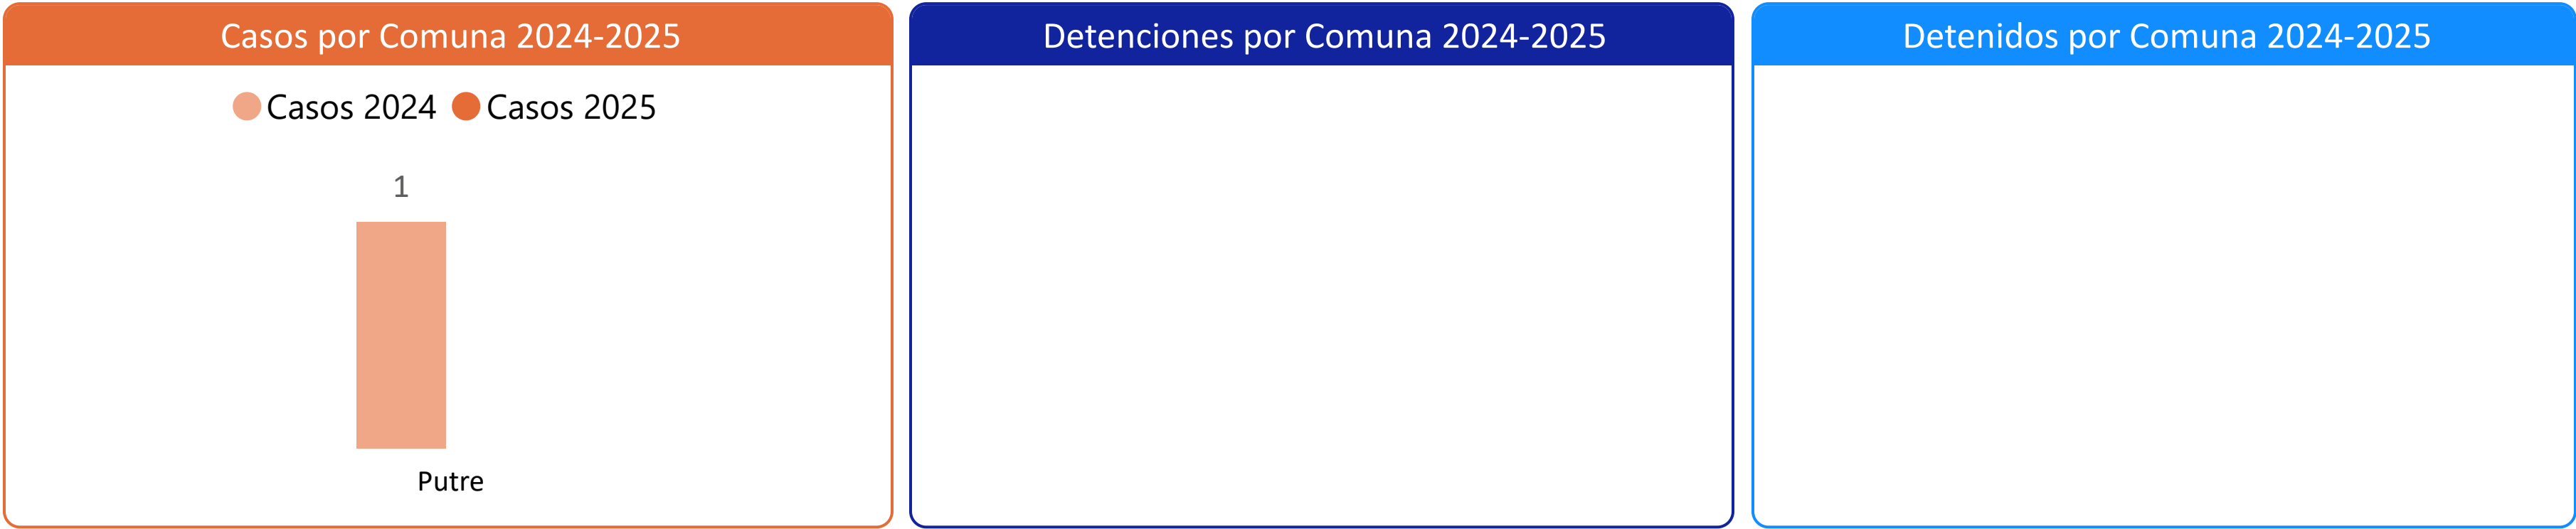 Casos por Comuna 2024-2025
Casos 2024 Casos 2025
1
Putre
Detenciones por Comuna 2024-2025
Detenidos por Comuna 2024-2025